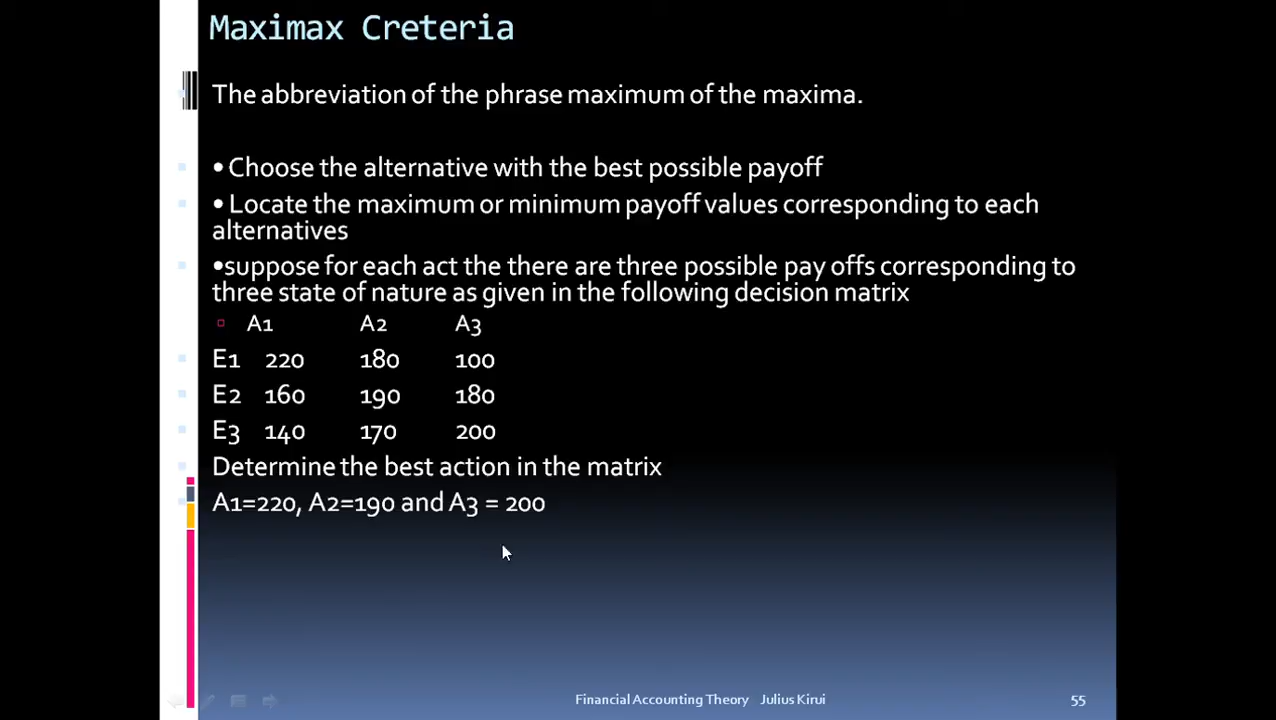 Maximax Creteria
The abbreviation of the phrase maximum of the maxima.
• Choose the alternative with the best possible payoff
• Locate the maximum or minimum payoff values corresponding to each
alternatives
•suppose for each act the there are three possible pay offs corresponding to
three state of nature as given in the following decision matrix
A1 A2 A3
E1 220 180 100
E2 160 190 180
E3 140 170 200
Determine the best action in the matrix
A1=220, A2=190 and A3 = 200
Financial Accounting Theory Julius Kirui 55